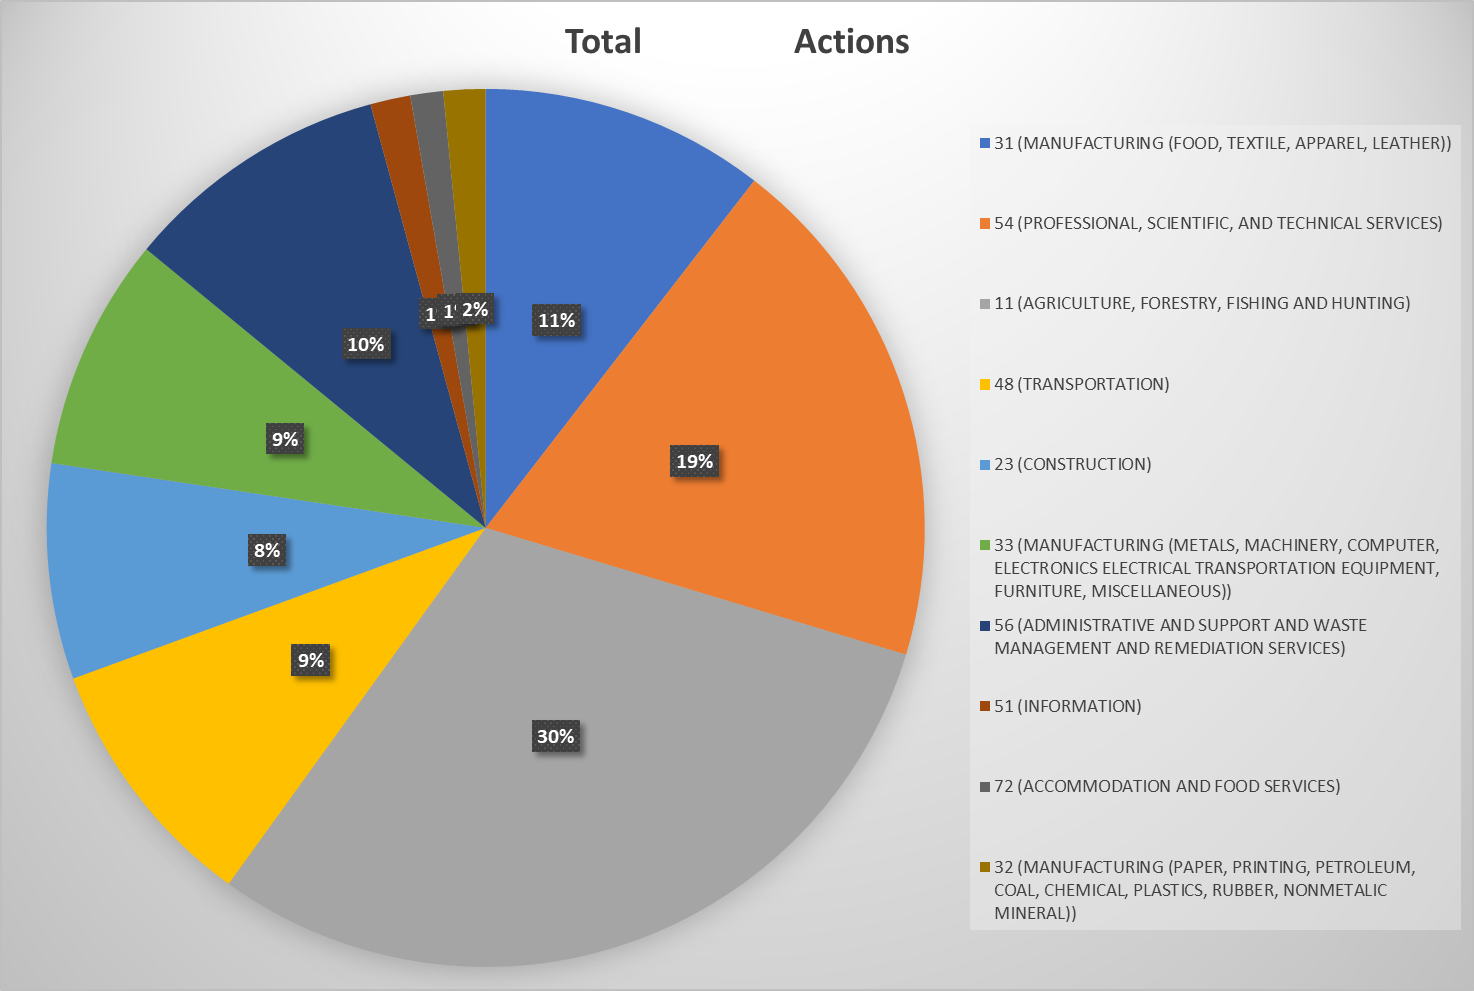 Total Actions
11%
19%
30%
9%
8%
9%
10%
1
1
2%
31 (MANUFACTURING (FOOD, TEXTILE, APPAREL, LEATHER))
54 (PROFESSIONAL, SCIENTIFIC, AND TECHNICAL SERVICES)
11 (AGRICULTURE, FORESTRY, FISHING AND HUNTING)
48 (TRANSPORTATION)
23 (CONSTRUCTION)
33 (MANUFACTURING (METALS, MACHINERY, COMPUTER,
ELECTRONICS ELECTRICAL TRANSPORTATION EQUIPMENT,
FURNITURE, MISCELLANEOUS))
56 (ADMINISTRATIVE AND SUPPORT AND WASTE
MANAGEMENT AND REMEDIATION SERVICES)
51 (INFORMATION)
72 (ACCOMMODATION AND FOOD SERVICES)
32 (MANUFACTURING (PAPER, PRINTING, PETROLEUM,
COAL, CHEMICAL, PLASTICS, RUBBER, NONMETALIC
MINERAL))